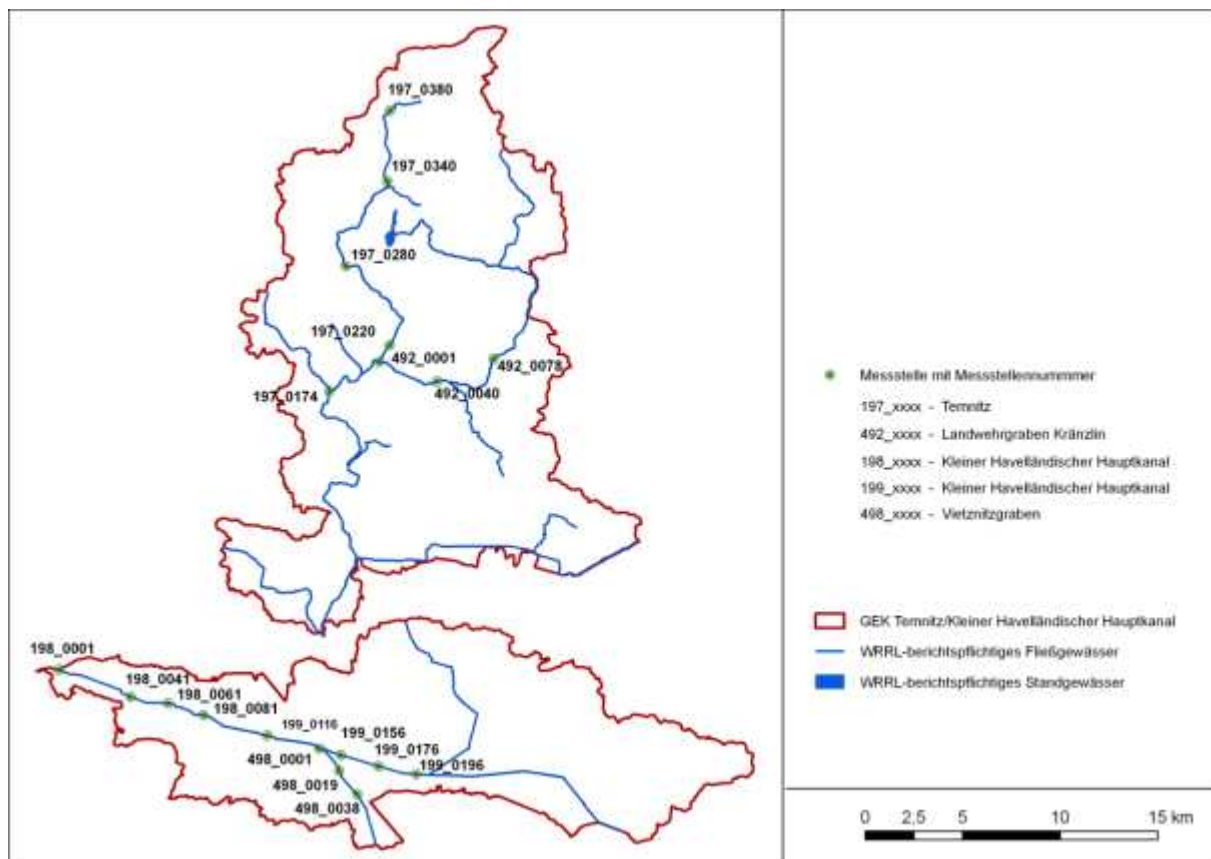 197_0380
197_0340
197_0280
197_0220
492_0001
492_0078
197_0174
492_0040
198_0001
198_0041
198_0061
198_0081
199_0116
199_0156
498_0001
199_0176
199_0196
498_0019
498_0038
Messstelle mit Messstellennummmer
197_xxxx - Temnitz
492_xxxx - Landwehrgraben Kränzlin
198_xxxx - Kleiner Havelländischer Hauptkanal
199_xxxx - Kleiner Havelländischer Hauptkanal
498_xxxx - Vietznitzgraben
GEK Temnitz/Kleiner Havelländischer Hauptkanal
WRRL-berichtspflichtiges Fließgewässer
WRRL-berichtspflichtiges Standgewässer
0 2,5 5 10 15 km